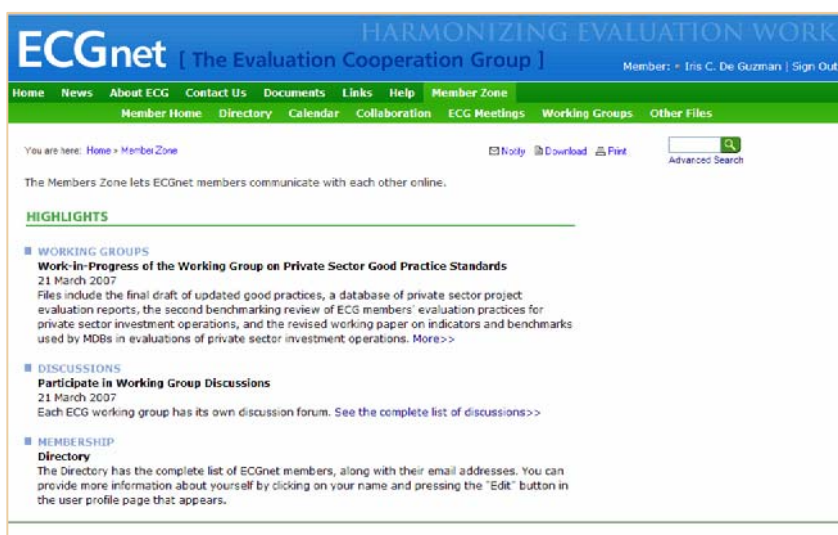 HARMONIZING EVALUATION WORK
ECGnet [ The Evaluation Cooperation Group ]
Member: • Iris C. De Guzman | Sign Out
Home News About ECG Contact Us Documents Links Help Member Zone
Member Home Directory Calendar Collaboration ECG Meetings Working Groups Other Files
You are here: Home > Member Zone
Notify Download Print
Advanced Search
The Members Zone lets ECGnet members communicate with each other online.
HIGHLIGHTS
WORKING GROUPS
Work-in-Progress of the Working Group on Private Sector Good Practice Standards
21 March 2007
Files include the final draft of updated good practices, a database of private sector project
evaluation reports, the second benchmarking review of ECG members' evaluation practices for
private sector investment operations, and the revised working paper on indicators and benchmarks
used by MDBs in evaluations of private sector investment operations. More>>
DISCUSSIONS
Participate in Working Group Discussions
21 March 2007
Each ECG working group has its own discussion forum. See the complete list of discussions>>
MEMBERSHIP
Directory
The Directory has the complete list of ECGnet members, along with their email addresses. You can
provide more information about yourself by clicking on your name and pressing the "Edit" button in
the user profile page that appears.